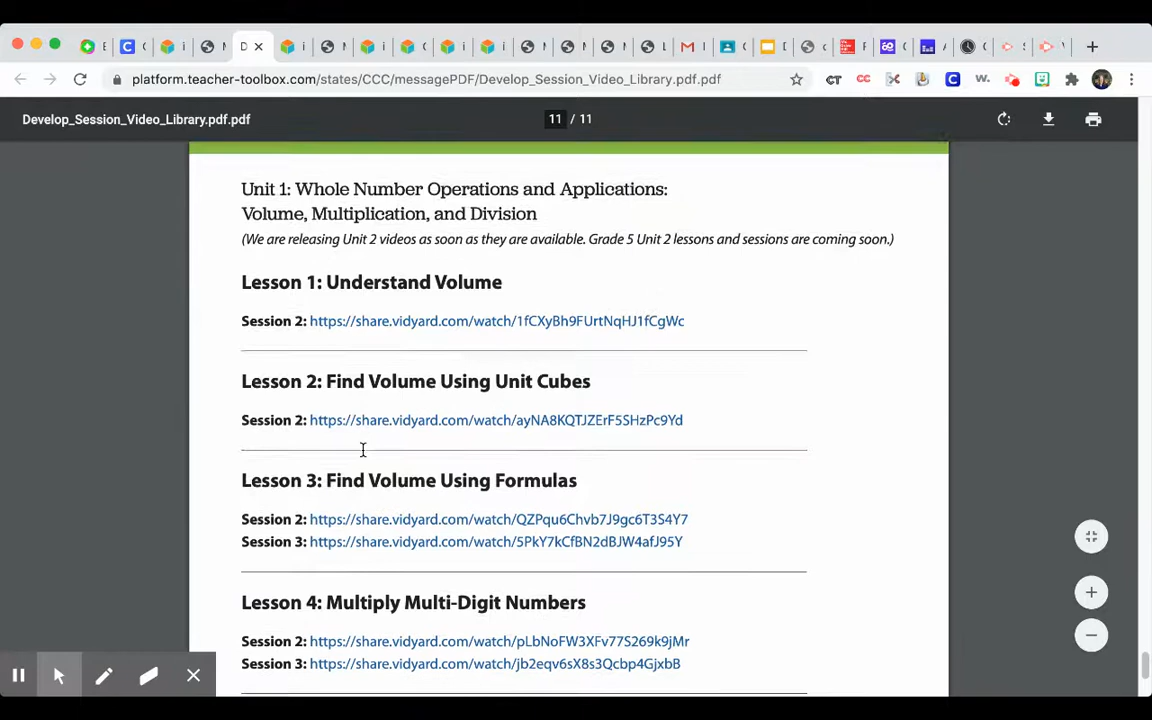 platform.teacher-toolbox.com/states/CCC/messagePDF/Develop_Session_Video_Library.pdf.pdf
Develop_Session_Video_Library.pdf.pdf
11 / 11
Unit 1: Whole Number Operations and Applications:
Volume, Multiplication, and Division
(We are releasing Unit 2 videos as soon as they are available. Grade 5 Unit 2 lessons and sessions are coming soon.)
Lesson 1: Understand Volume
Session 2: https://share.vidyard.com/watch/1fCXyBh9FUrtNqHJ1fCgWc
Lesson 2: Find Volume Using Unit Cubes
Session 2: https://share.vidyard.com/watch/ayNA8KQTJZErF5SHzPc9Yd
Lesson 3: Find Volume Using Formulas
Session 2: https://share.vidyard.com/watch/QZPqu6Chvb7J9gc6T3S4Y7
Session 3: https://share.vidyard.com/watch/5PkY7kCfBN2dBJW4afJ95Y
Lesson 4: Multiply Multi-Digit Numbers
Session 2: https://share.vidyard.com/watch/pLbNoFW3XFv77S269k9jMr
Session 3: https://share.vidyard.com/watch/jb2eqv6sX8s3Qcbp4GjxbB